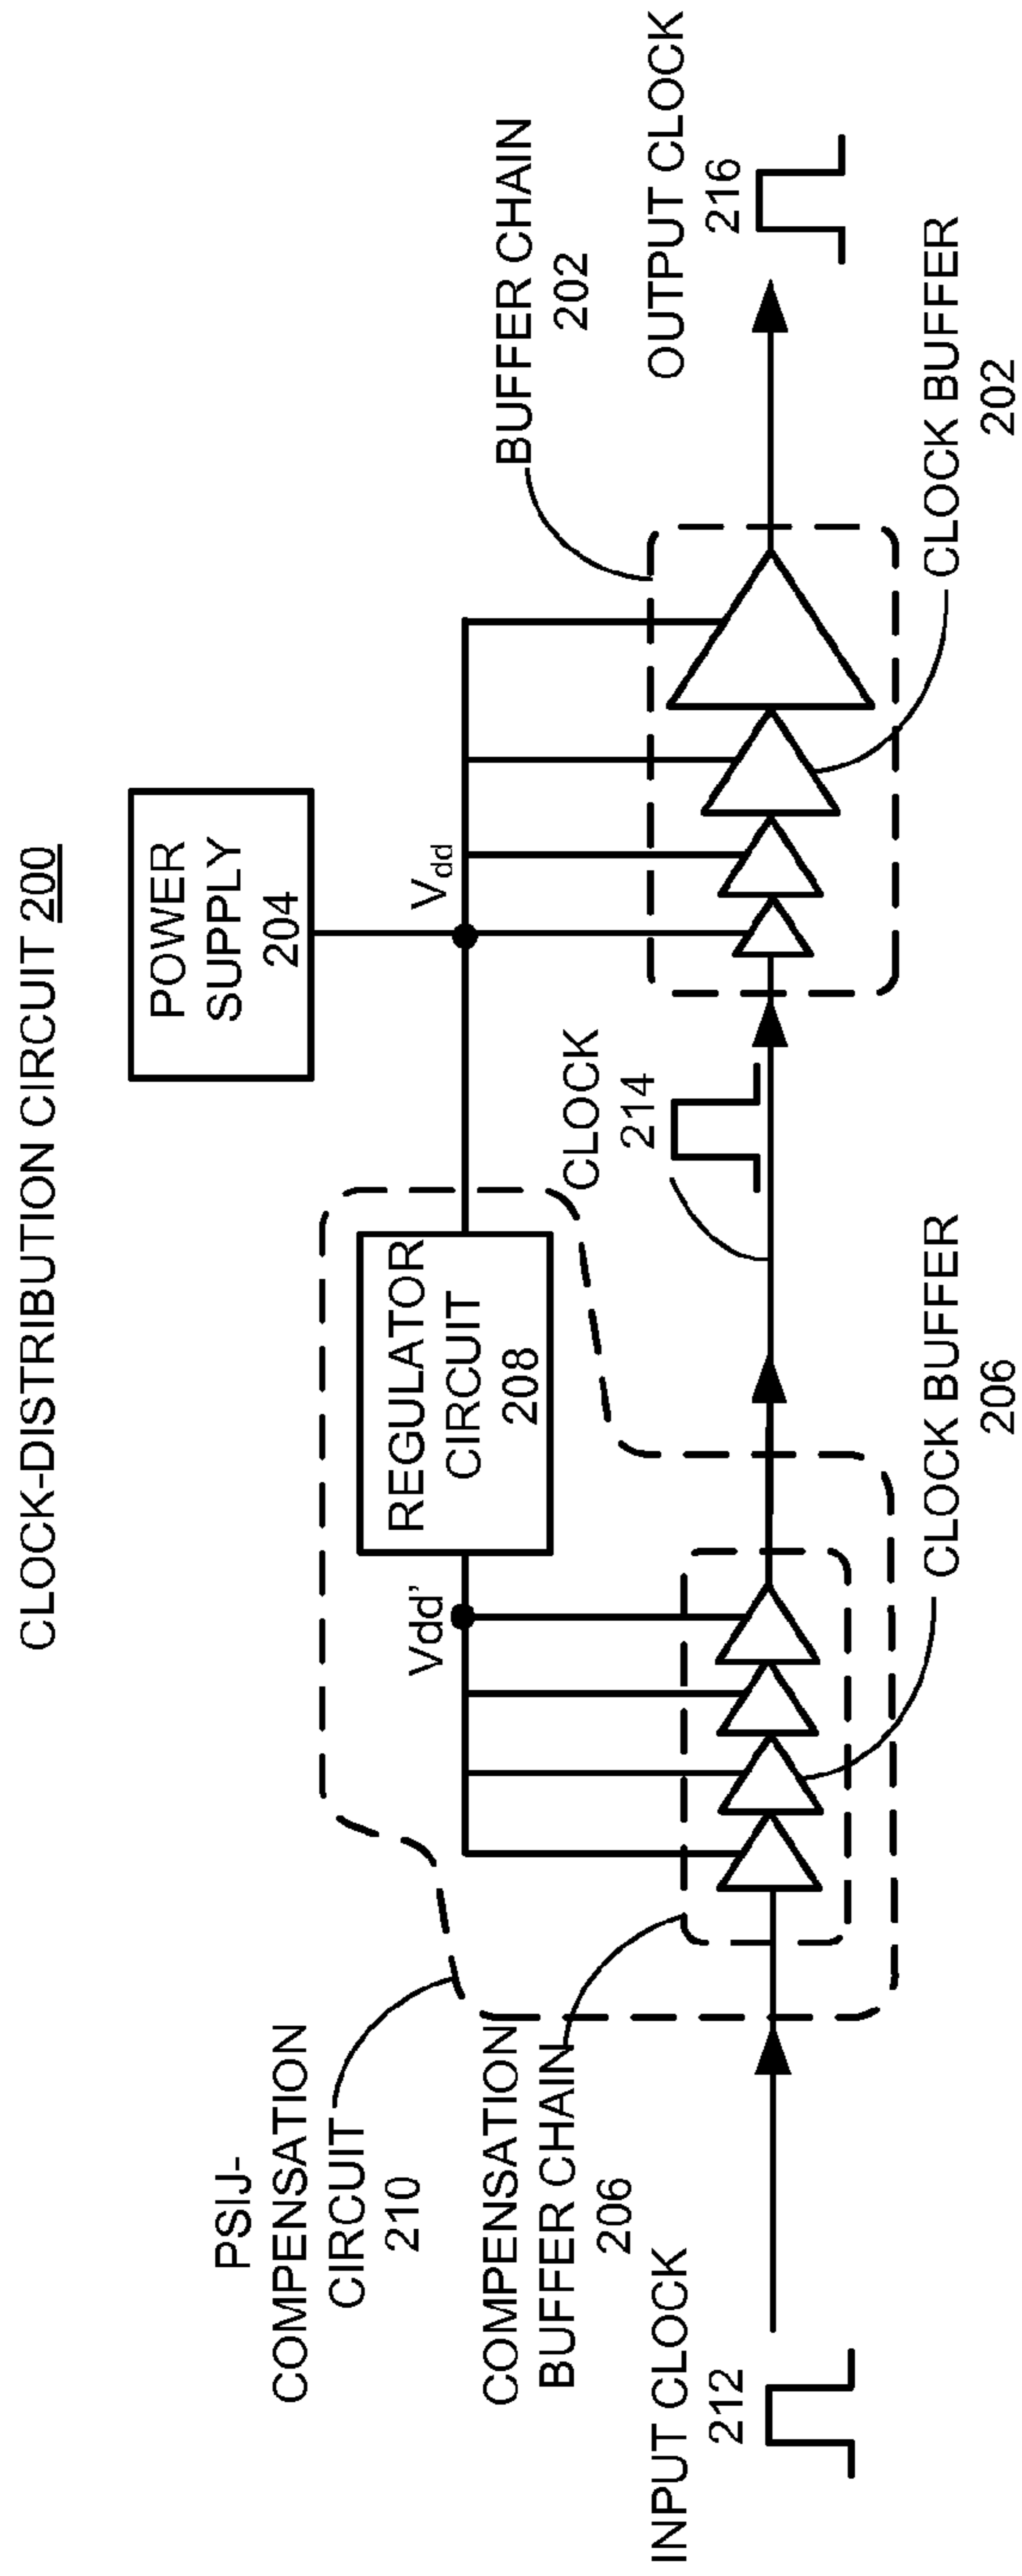 CLOCK-DISTRIBUTION CIRCUIT 200
POWER
SUPPLY
204
PSIJ-
COMPENSATION
CIRCUIT
210
REGULATOR
CIRCUIT
208
Vdd'
Vdd
BUFFER CHAIN
202
COMPENSATION
BUFFER CHAIN
206
CLOCK
214
INPUT CLOCK
212
OUTPUT CLOCK
216
CLOCK BUFFER
206
CLOCK BUFFER
202